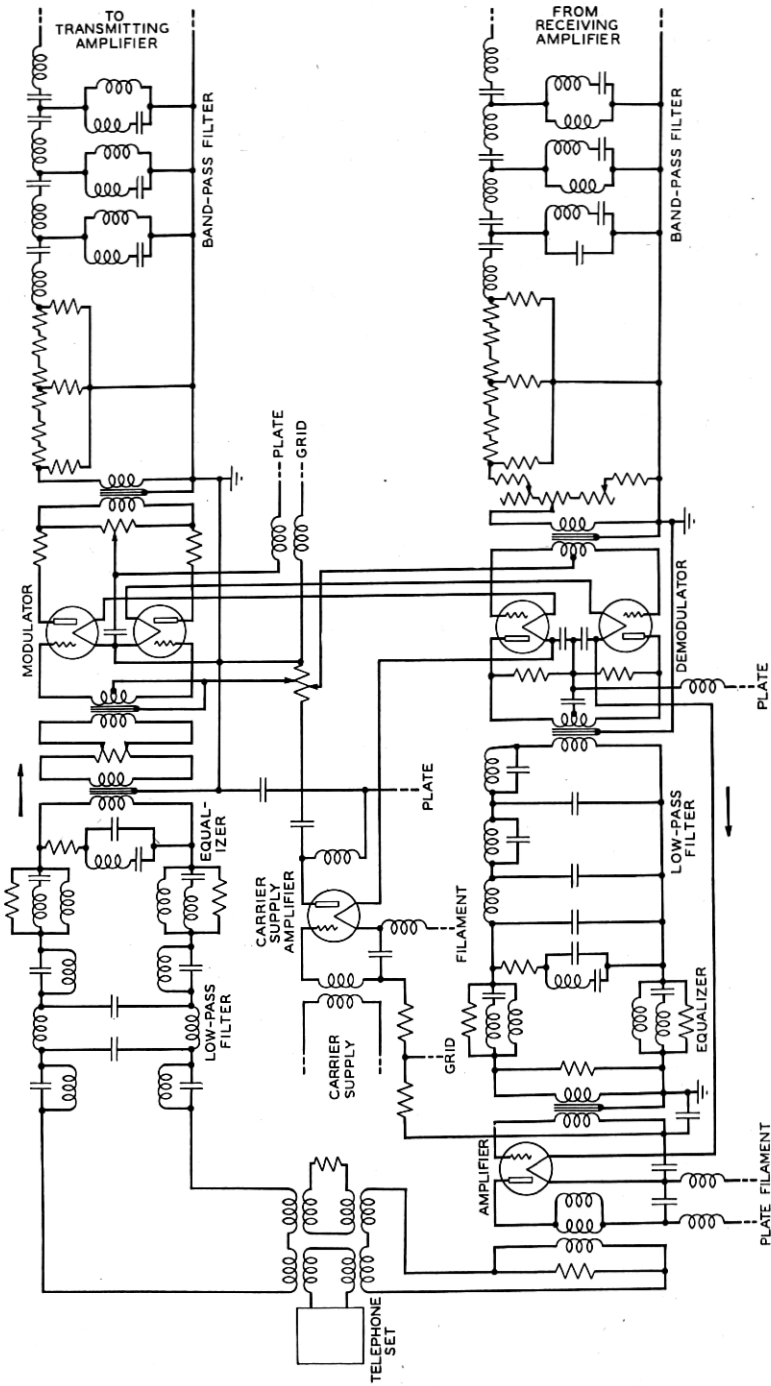 TO
TRANSMITTING
AMPLIFIER
BAND-PASS FILTER
MODULATOR
PLATE
GRID
EQUAL-
IZER
LOW-PASS
FILTER
FROM
RECEIVING
AMPLIFIER
BAND-PASS FILTER
DEMODULATOR
PLATE
PLATE
CARRIER
SUPPLY
AMPLIFIER
FILAMENT
CARRIER
SUPPLY
GRID
LOW-PASS
FILTER
EQUALIZER
AMPLIFIER
PLATE
FILAMENT
TELEPHONE
SET